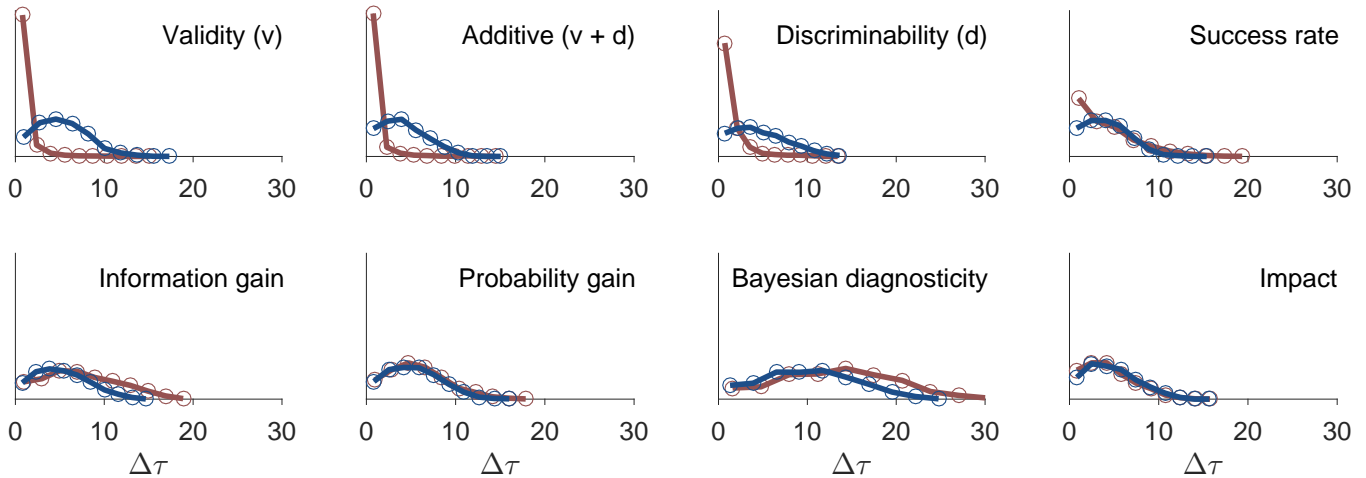 Validity (v)
Additive (v + d)
Discriminability (d)
Success rate
0 10 20 30
0 10 20 30
0 10 20 30
0 10 20 30
Information gain
Probability gain
Bayesian diagnosticity
Impact
0 10 20 30
0 10 20 30
0 10 20 30
0 10 20 30
Δτ
Δτ
Δτ
Δτ